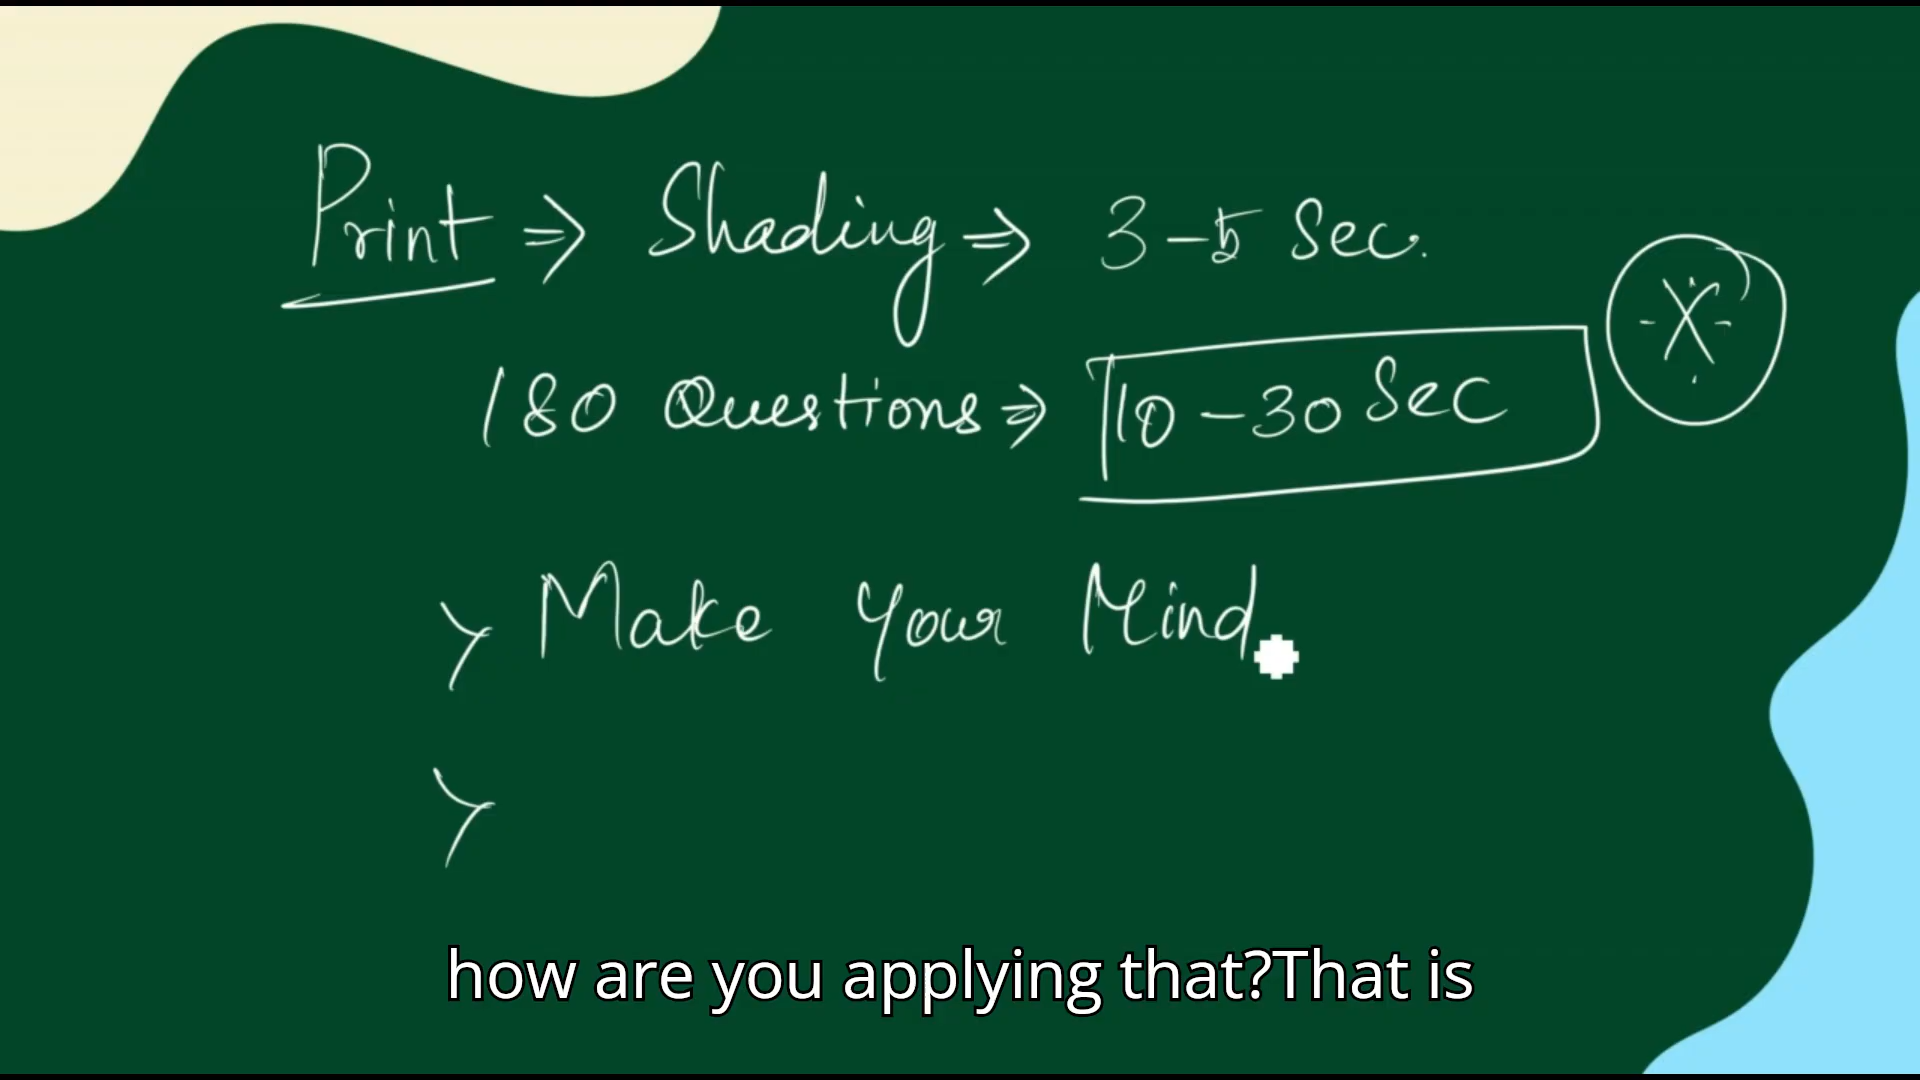 Print ⇒ Shading ⇒ 3-5 Sec.
180 Questions ⇒ 10-30 Sec
X
> Make Your Mind
>
how are you applying that?That is